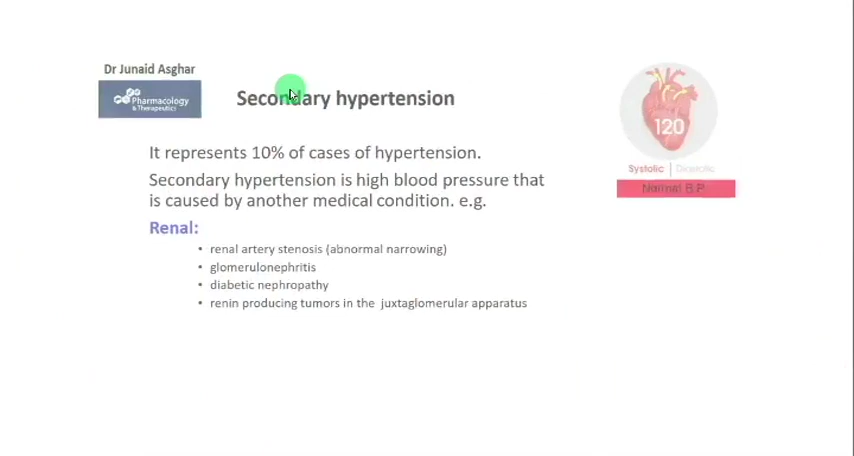 Dr Junaid Asghar
Pharmacology
& Therapeutics
Secondary hypertension
120
Systolic | Diastolic
Normal B.P
It represents 10% of cases of hypertension.
Secondary hypertension is high blood pressure that
is caused by another medical condition. e.g.
Renal:
• renal artery stenosis (abnormal narrowing)
• glomerulonephritis
• diabetic nephropathy
• renin producing tumors in the juxtaglomerular apparatus